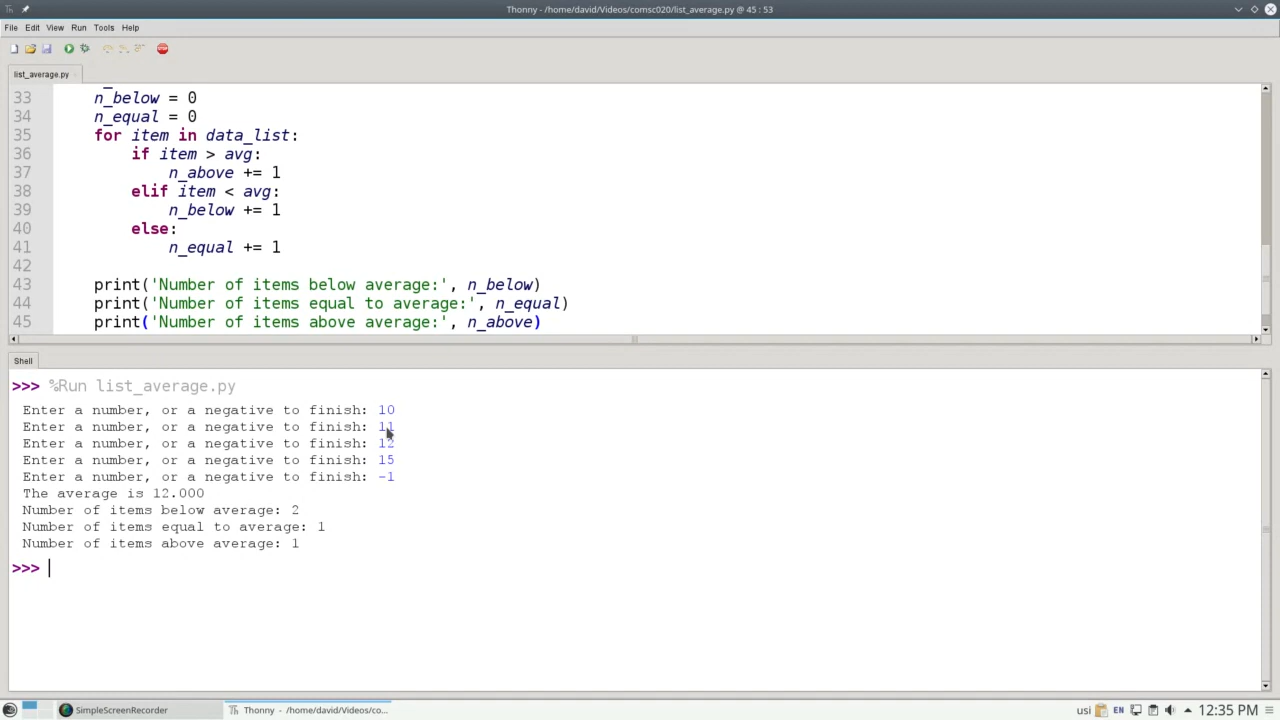 Thonny - /home/david/Videos/comsc020/list_average.py @ 45 : 53
File Edit View Run Tools Help
list_average.py
33 n_below = 0
34 n_equal = 0
35 for item in data_list:
36 if item > avg:
37 n_above += 1
38 elif item < avg:
39 n_below += 1
40 else:
41 n_equal += 1
42
43 print('Number of items below average:', n_below)
44 print('Number of items equal to average:', n_equal)
45 print('Number of items above average:', n_above)
Shell
>>> %Run list_average.py
Enter a number, or a negative to finish: 10
Enter a number, or a negative to finish: 11
Enter a number, or a negative to finish: 12
Enter a number, or a negative to finish: 15
Enter a number, or a negative to finish: -1
The average is 12.000
Number of items below average: 2
Number of items equal to average: 1
Number of items above average: 1
>>>
SimpleScreenRecorder Thonny - /home/david/Videos/co... usi EN 12:35 PM